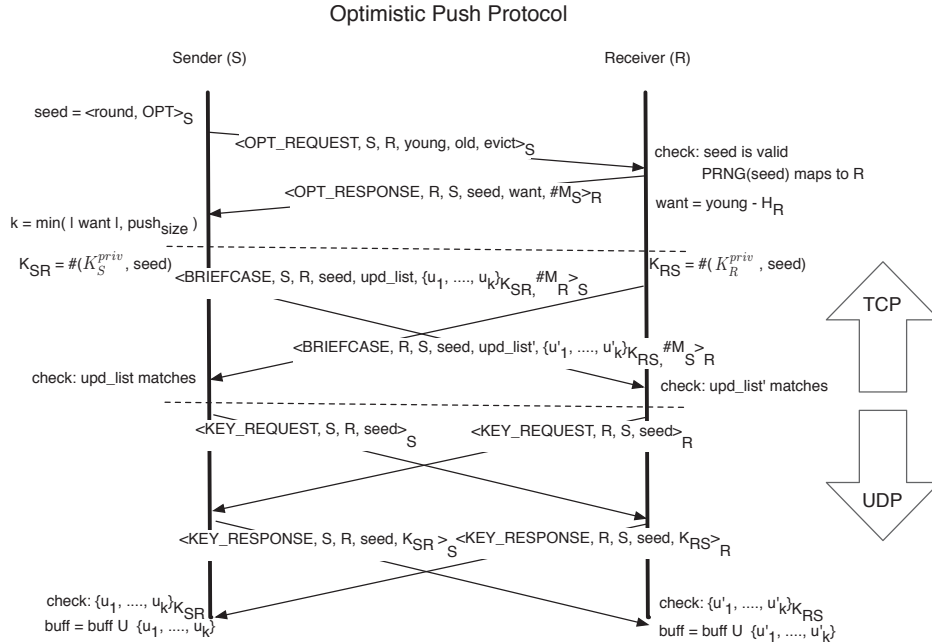 Optimistic Push Protocol
Sender (S)
Receiver (R)
seed = <round, OPT>S
<OPT_REQUEST, S, R, young, old, evict>S
check: seed is valid
PRNG(seed) maps to R
<OPT_RESPONSE, R, S, seed, want, #MS>R
want = young - HR
k = min( | want |, pushsize )
KSR = #(K_S^priv, seed)
KRS = #(K_R^priv, seed)
<BRIEFCASE, S, R, seed, upd_list, {u1, ...., uk}KSR, #MR>S
TCP
<BRIEFCASE, R, S, seed, upd_list', {u'1, ...., u'k}KRS, #MS>R
check: upd_list matches
check: upd_list' matches
<KEY_REQUEST, S, R, seed>S
<KEY_REQUEST, R, S, seed>R
UDP
<KEY_RESPONSE, S, R, seed, KSR >S
<KEY_RESPONSE, R, S, seed, KRS>R
check: {u1, ...., uk}KSR
buff = buff U {u1, ...., uk}
check: {u'1, ...., u'k}KRS
buff = buff U {u'1, ...., u'k}